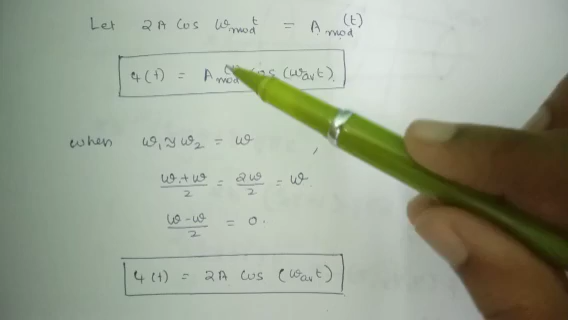 Let 2A cos ω_mod t = A_mod(t)
ψ(t) = A_mod(t) cos (ω_av t).
when ω₁ ≈ ω₂ = ω ,
(ω+ω)/2 = 2ω/2 = ω.
(ω-ω)/2 = 0.
ψ(t) = 2A cos (ω_av t)